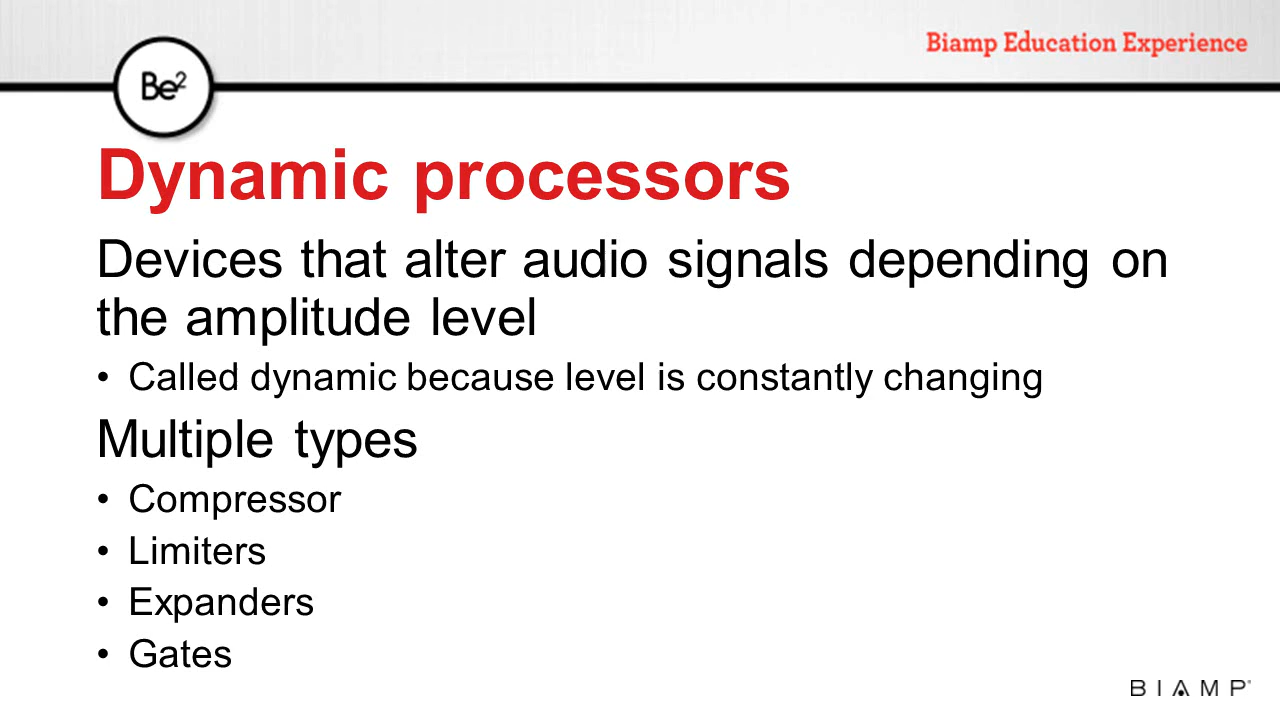 Biamp Education Experience
Be²
Dynamic processors
Devices that alter audio signals depending on
the amplitude level
• Called dynamic because level is constantly changing
Multiple types
• Compressor
• Limiters
• Expanders
• Gates
BIAMP®